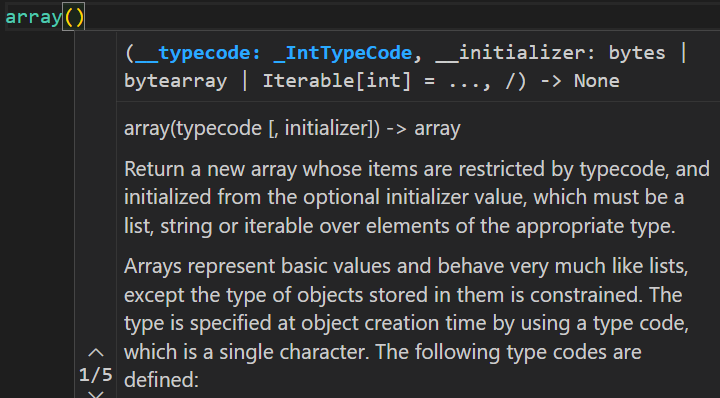 array()
(__typecode: _IntTypeCode, __initializer: bytes |
bytearray | Iterable[int] = ..., /) -> None
array(typecode [, initializer]) -> array
Return a new array whose items are restricted by typecode, and
initialized from the optional initializer value, which must be a
list, string or iterable over elements of the appropriate type.
Arrays represent basic values and behave very much like lists,
except the type of objects stored in them is constrained. The
type is specified at object creation time by using a type code,
which is a single character. The following type codes are
defined:
1/5